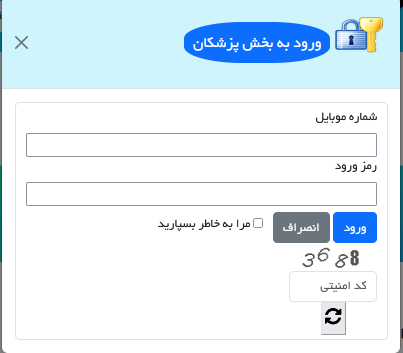 ورود به بخش پزشکان
شماره موبایل
رمز ورود
ورود انصراف مرا به خاطر بسپارید
3688
کد امنیتی